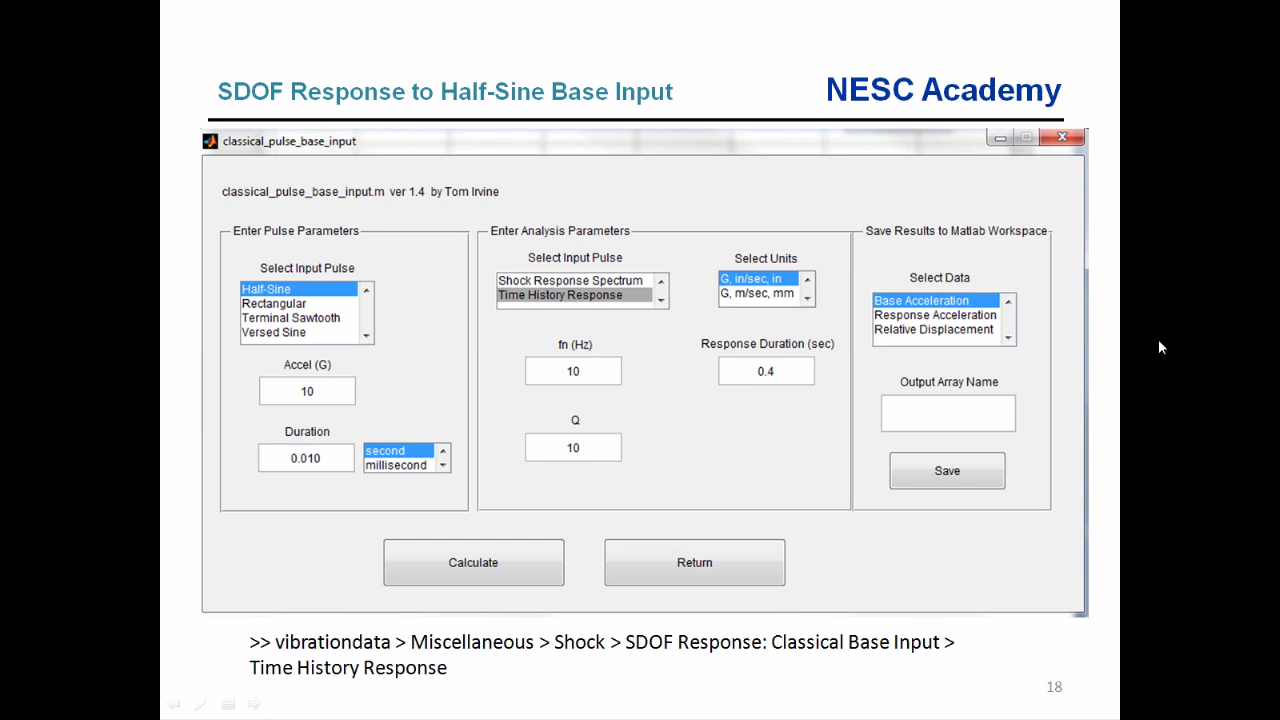 SDOF Response to Half-Sine Base Input
NESC Academy
classical_pulse_base_input
classical_pulse_base_input.m ver 1.4 by Tom Irvine
Enter Pulse Parameters
Select Input Pulse
Half-Sine
Rectangular
Terminal Sawtooth
Versed Sine
Accel (G)
10
Duration
0.010
second
millisecond
Enter Analysis Parameters
Select Input Pulse
Shock Response Spectrum
Time History Response
Select Units
G, in/sec, in
G, m/sec, mm
fn (Hz)
10
Response Duration (sec)
0.4
Q
10
Save Results to Matlab Workspace
Select Data
Base Acceleration
Response Acceleration
Relative Displacement
Output Array Name
Save
Calculate
Return
>> vibrationdata > Miscellaneous > Shock > SDOF Response: Classical Base Input >
Time History Response
18